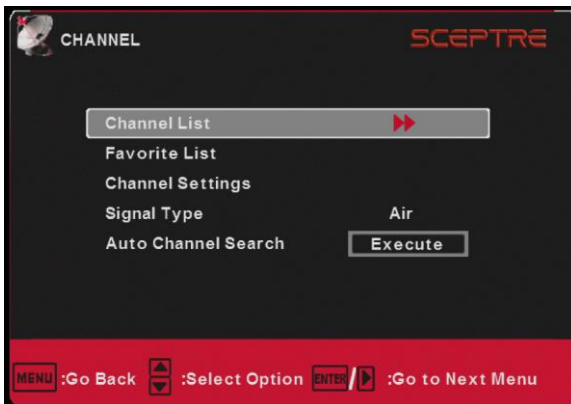 CHANNEL
SCEPTRE
Channel List
Favorite List
Channel Settings
Signal Type Air
Auto Channel Search Execute
MENU :Go Back :Select Option ENTER / :Go to Next Menu